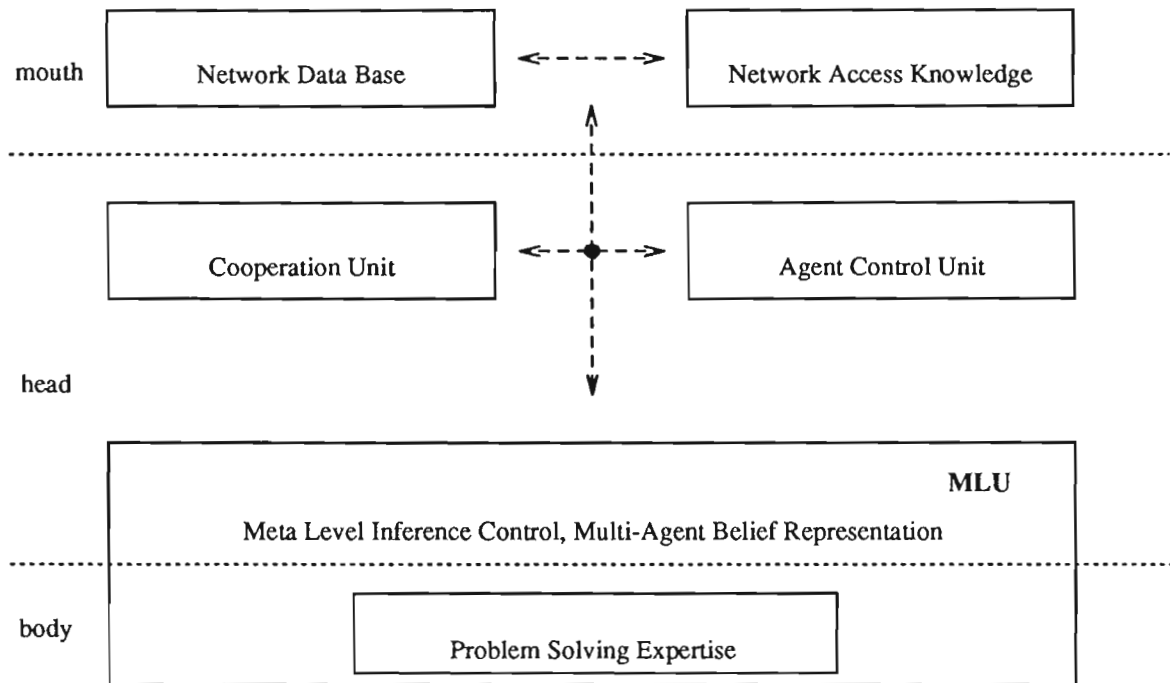 mouth
Network Data Base
Network Access Knowledge
Cooperation Unit
Agent Control Unit
head
MLU
Meta Level Inference Control, Multi-Agent Belief Representation
body
Problem Solving Expertise